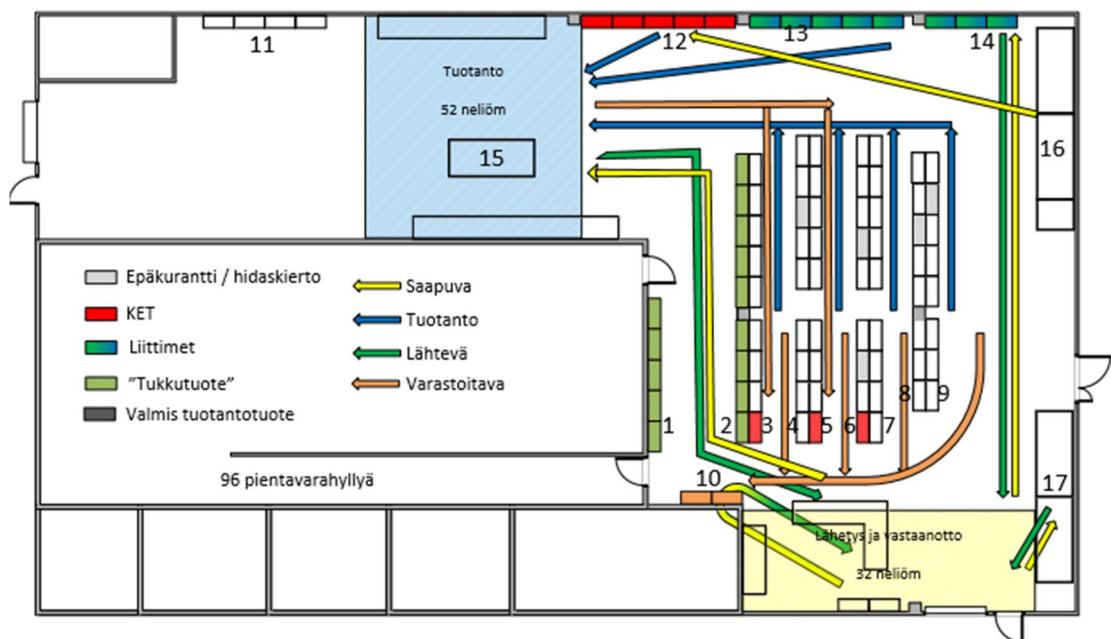 11
12
13
14
Tuotanto
52 neliöm
15
16
Epäkurantti / hidaskierto
KET
Liittimet
"Tukkutuote"
Valmis tuotantotuote
Saapuva
Tuotanto
Lähtevä
Varastoitava
96 pientavarahyllyä
1
2
3
4
5
6
7
8
9
10
17
Lähetys ja vastaanotto
32 neliöm